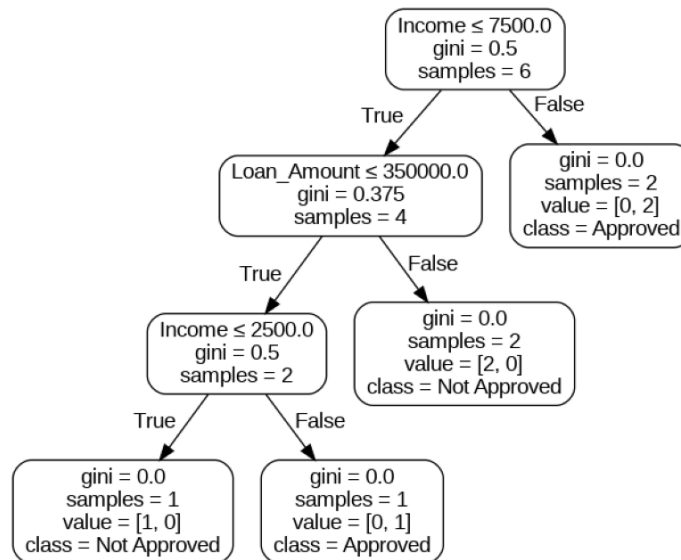 Income ≤ 7500.0
gini = 0.5
samples = 6
True
False
Loan_Amount ≤ 350000.0
gini = 0.375
samples = 4
gini = 0.0
samples = 2
value = [0, 2]
class = Approved
True
False
Income ≤ 2500.0
gini = 0.5
samples = 2
gini = 0.0
samples = 2
value = [2, 0]
class = Not Approved
True
False
gini = 0.0
samples = 1
value = [1, 0]
class = Not Approved
gini = 0.0
samples = 1
value = [0, 1]
class = Approved